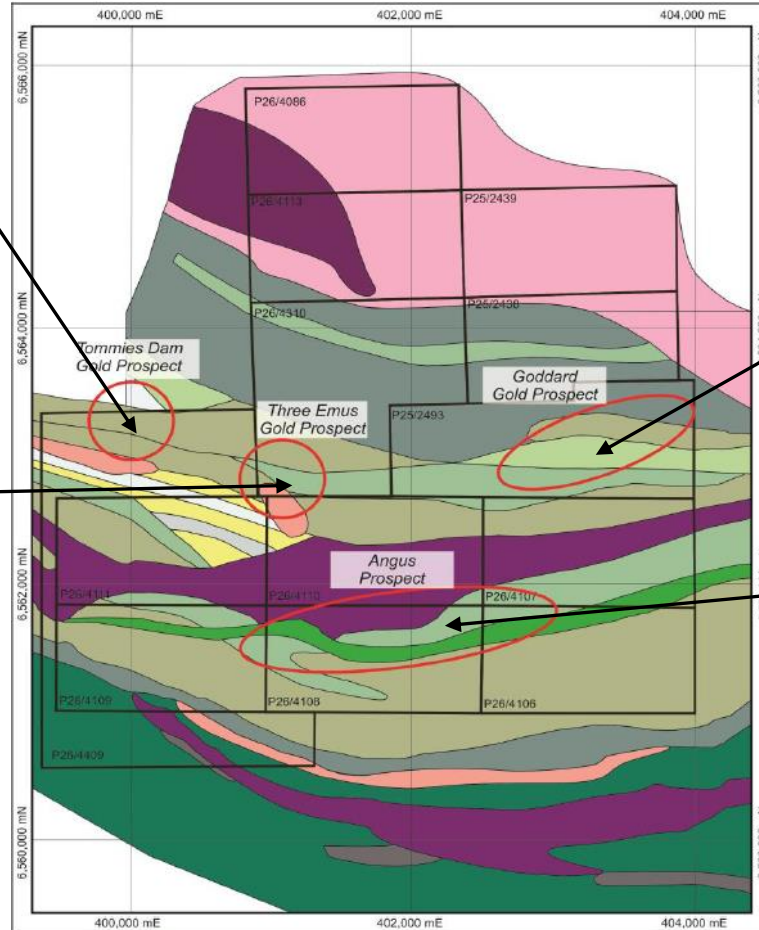 400,000 mE
402,000 mE
404,000 mE
6,566,000 mN
P26/4086
P26/4113
P25/2439
P26/4310
P25/2438
6,564,000 mN
Tommies Dam
Gold Prospect
Goddard
Gold Prospect
Three Emus
Gold Prospect
P25/2493
Angus
Prospect
6,562,000 mN
P26/4111
P26/4110
P26/4107
P26/4109
P26/4108
P26/4106
P26/4409
6,560,000 mN
400,000 mE
402,000 mE
404,000 mE